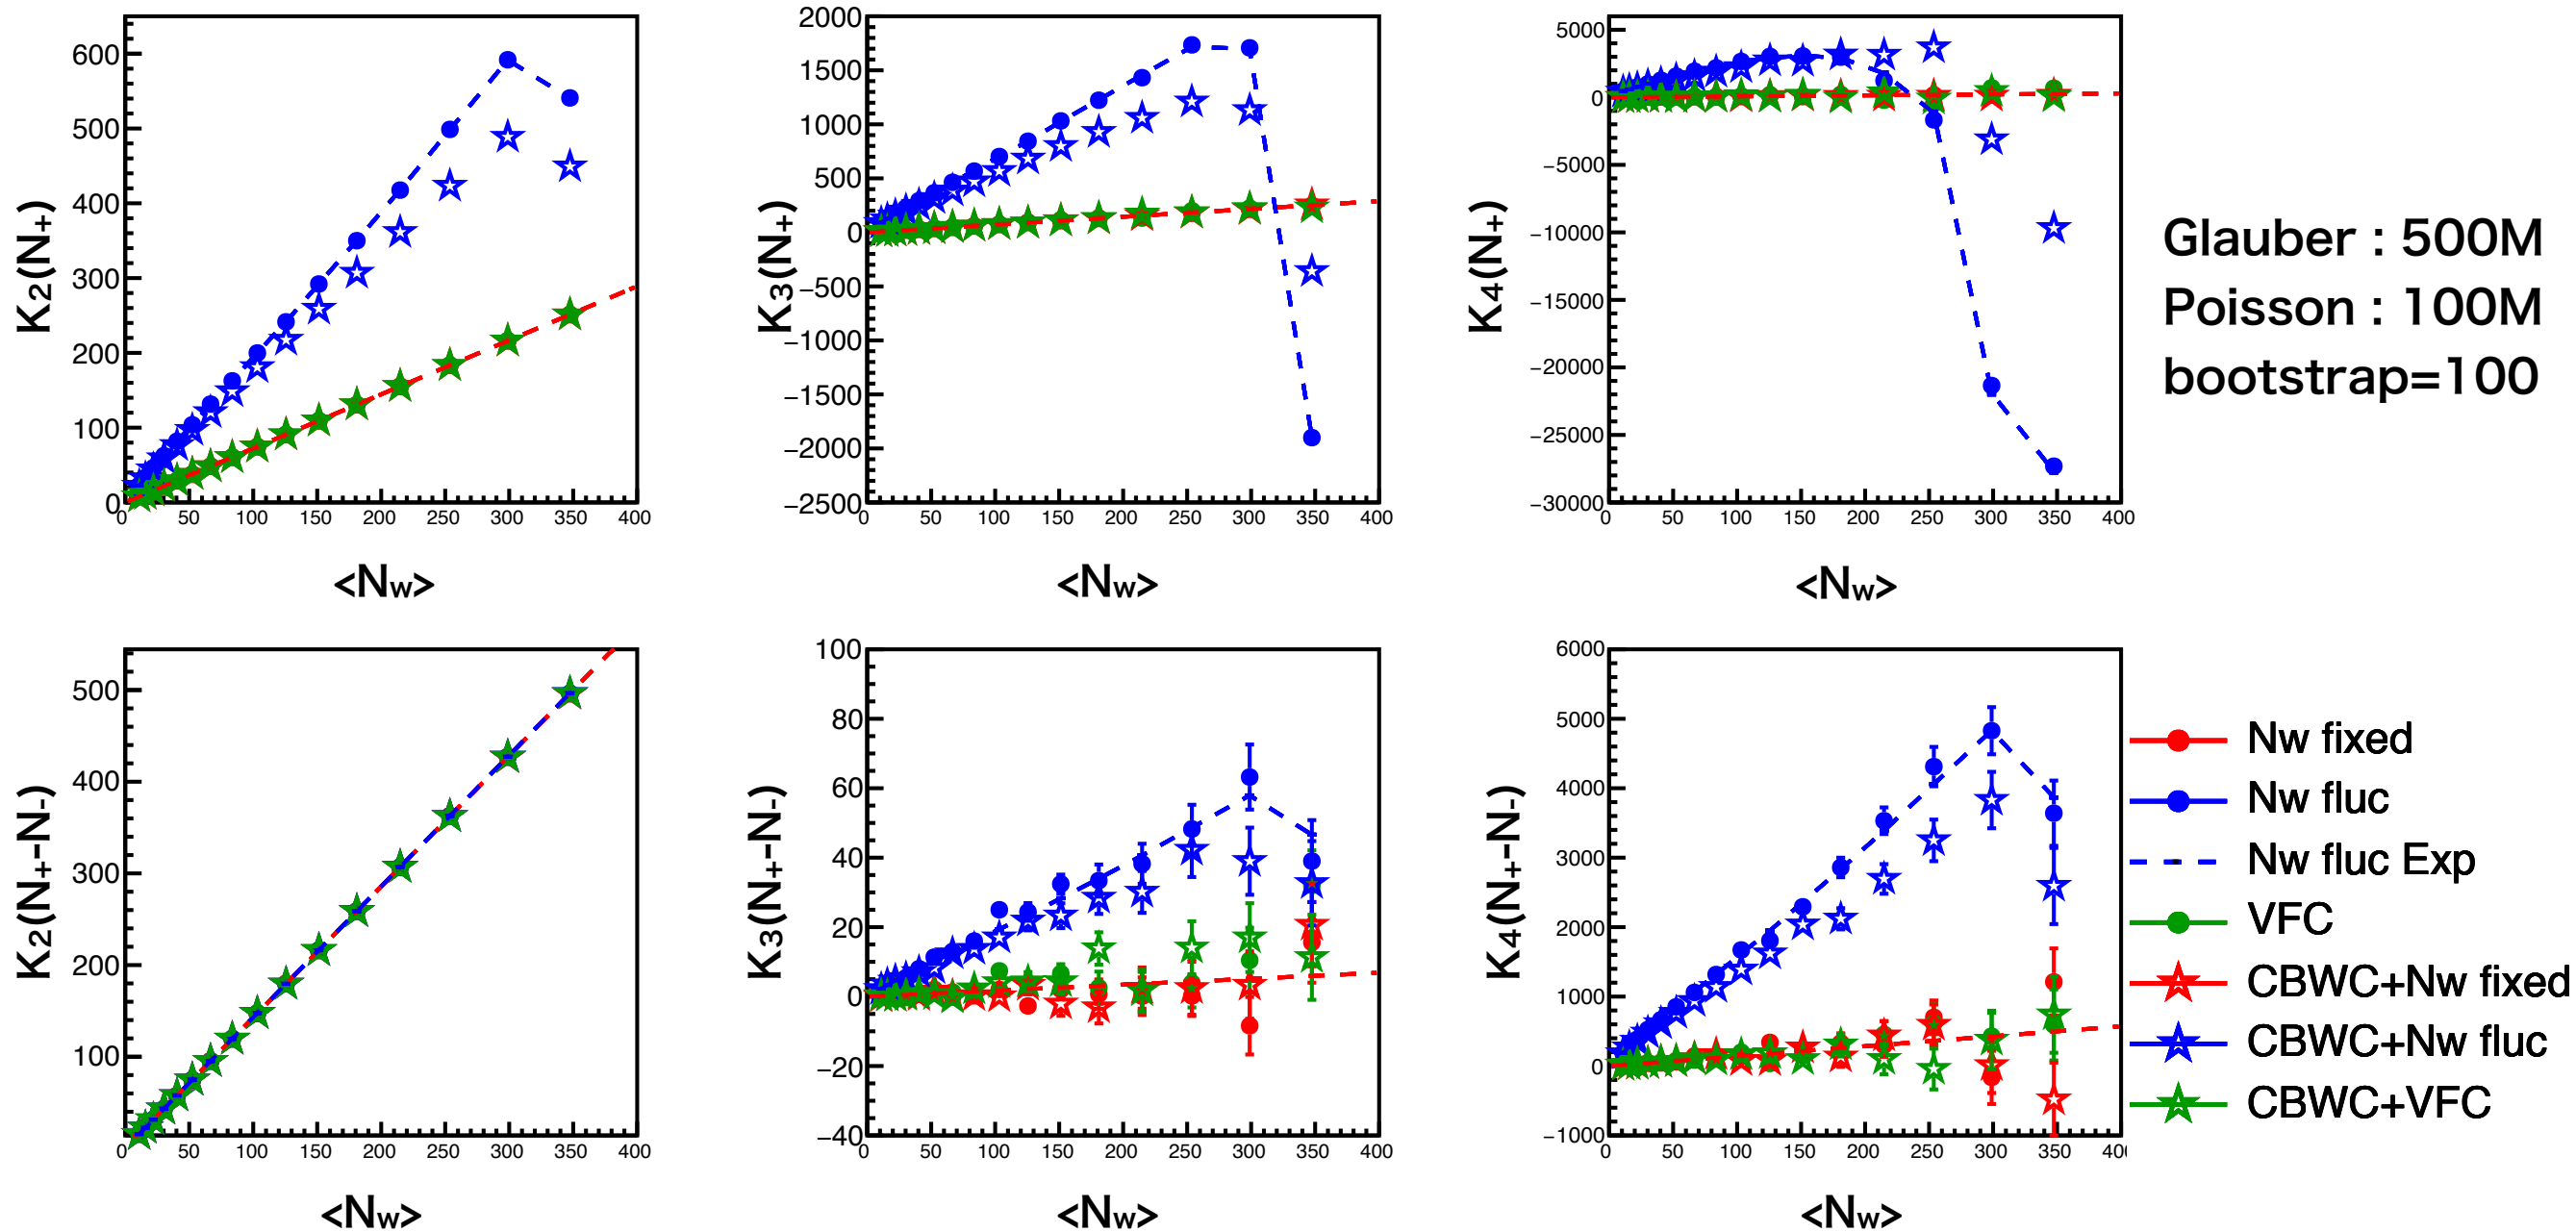 K2(N+)
600
500
400
300
200
100
0
0 50 100 150 200 250 300 350 400
<Nw>
K3(N+)
2000
1500
1000
500
0
−500
−1000
−1500
−2000
−2500
0 50 100 150 200 250 300 350 400
<Nw>
K4(N+)
5000
0
−5000
−10000
−15000
−20000
−25000
−30000
0 50 100 150 200 250 300 350 400
<Nw>
Glauber : 500M
Poisson : 100M
bootstrap=100
K2(N+-N-)
500
400
300
200
100
0 50 100 150 200 250 300 350 400
<Nw>
K3(N+-N-)
100
80
60
40
20
0
−20
−40
0 50 100 150 200 250 300 350 400
<Nw>
K4(N+-N-)
6000
5000
4000
3000
2000
1000
0
−1000
0 50 100 150 200 250 300 350 40
<Nw>
Nw fixed
Nw fluc
Nw fluc Exp
VFC
CBWC+Nw fixed
CBWC+Nw fluc
CBWC+VFC